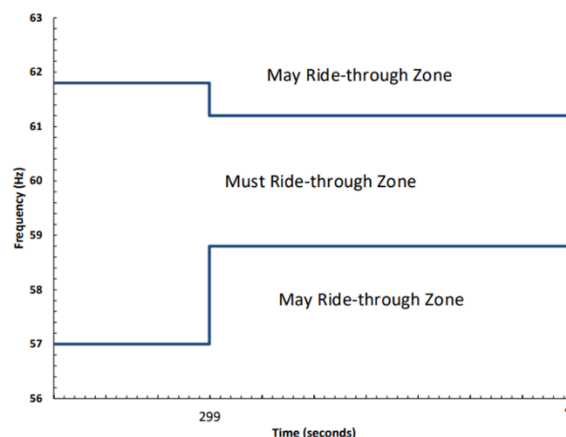 63
62
61
60
59
58
57
56
Frequency (Hz)
May Ride-through Zone
Must Ride-through Zone
May Ride-through Zone
299
Time (seconds)